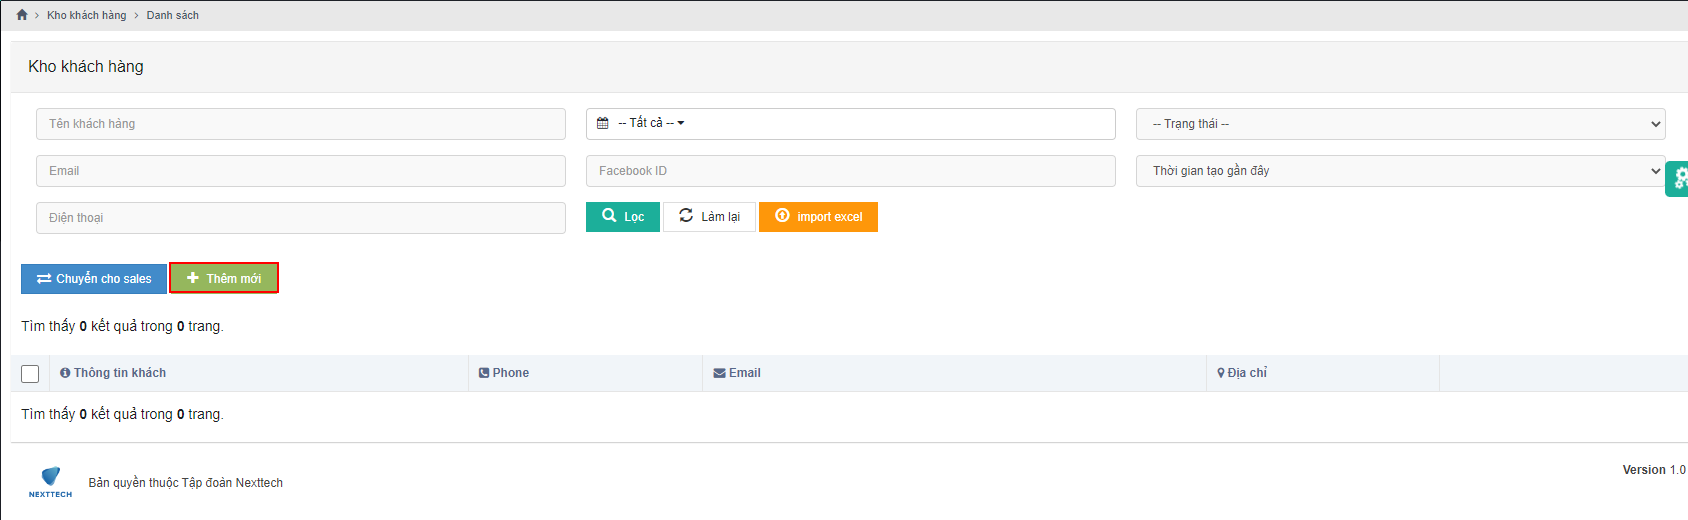 Kho khách hàng > Danh sách
Kho khách hàng
Tên khách hàng
-- Tất cả --
-- Trạng thái --
Email
Facebook ID
Thời gian tạo gần đây
Điện thoại
Lọc
Làm lại
import excel
Chuyển cho sales
Thêm mới
Tìm thấy 0 kết quả trong 0 trang.
Thông tin khách
Phone
Email
Địa chỉ
Tìm thấy 0 kết quả trong 0 trang.
NEXTTECH
Bản quyền thuộc Tập đoàn Nexttech
Version 1.0